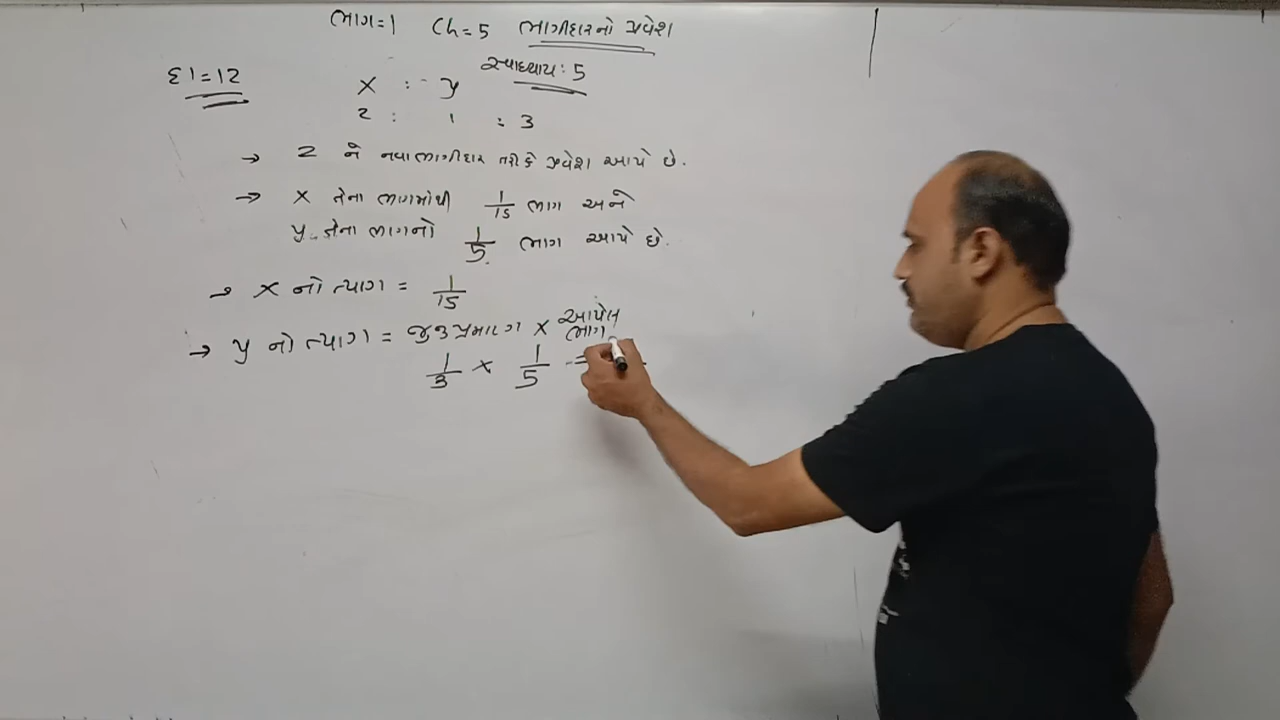 ભાગ=1 Ch=5 ભાગીદારનો પ્રવેશ
સ્વાધ્યાય: 5
દા=12
X : y
2 : 1 : 3
→ Z ને નવા ભાગીદાર તરીકે પ્રવેશ આપે છે.
→ X તેના ભાગમાંથી 1/15 ભાગ અને
y તેના ભાગનો 1/5 ભાગ આપે છે.
→ X નો ત્યાગ = 1/15
→ y નો ત્યાગ = જુનુ પ્રમાણ × આપેલ ભાગ
1/3 × 1/5 =